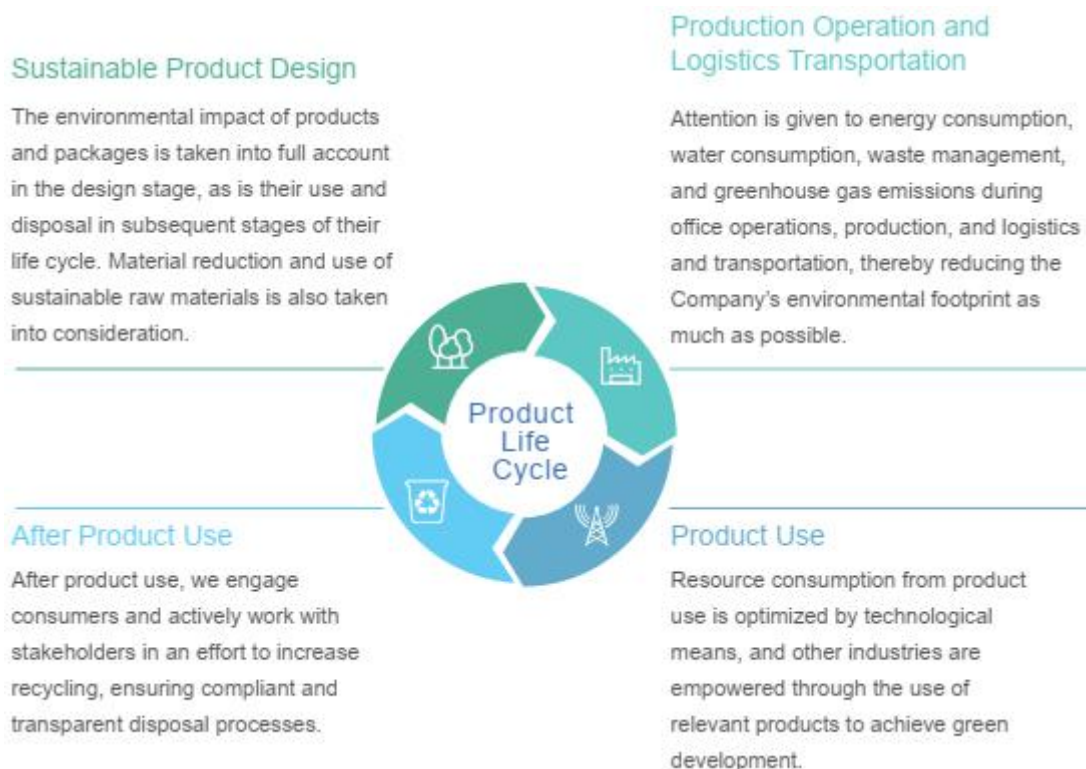 Sustainable Product Design
The environmental impact of products
and packages is taken into full account
in the design stage, as is their use and
disposal in subsequent stages of their
life cycle. Material reduction and use of
sustainable raw materials is also taken
into consideration.
Production Operation and
Logistics Transportation
Attention is given to energy consumption,
water consumption, waste management,
and greenhouse gas emissions during
office operations, production, and logistics
and transportation, thereby reducing the
Company's environmental footprint as
much as possible.
Product
Life
Cycle
After Product Use
After product use, we engage
consumers and actively work with
stakeholders in an effort to increase
recycling, ensuring compliant and
transparent disposal processes.
Product Use
Resource consumption from product
use is optimized by technological
means, and other industries are
empowered through the use of
relevant products to achieve green
development.